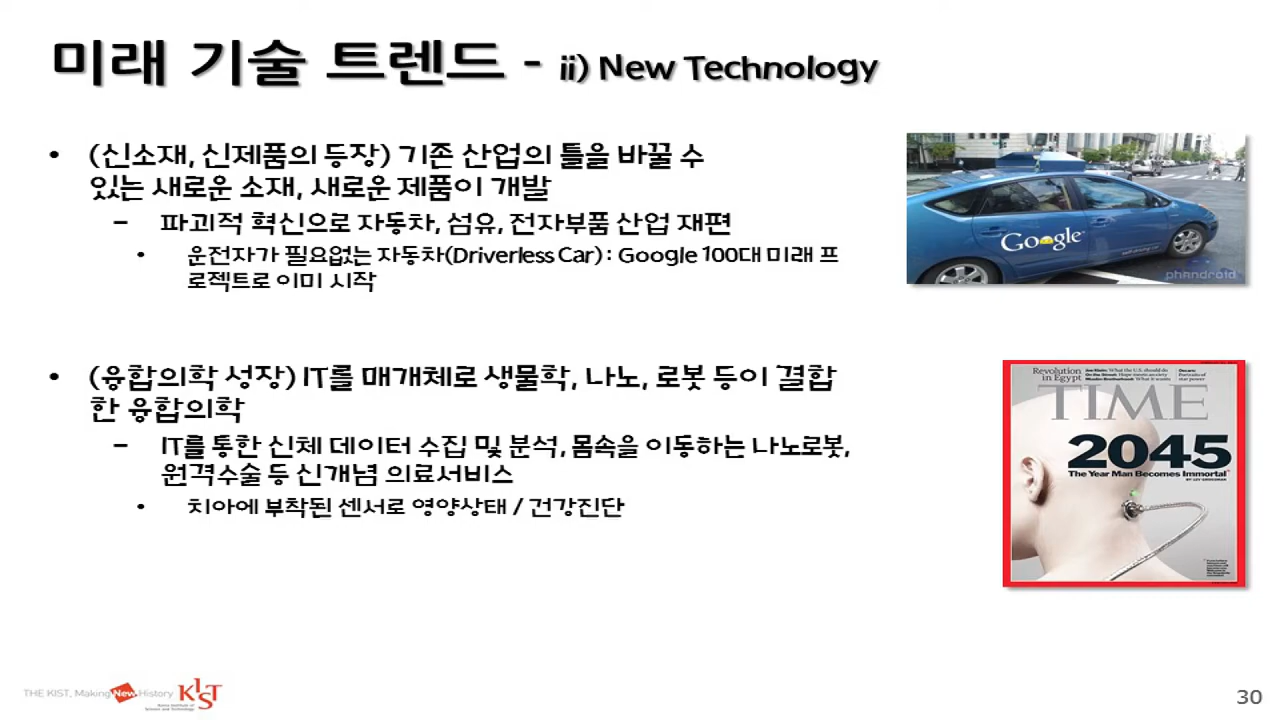 미래 기술 트렌드 - ii) New Technology
• (신소재, 신제품의 등장) 기존 산업의 틀을 바꿀 수
있는 새로운 소재, 새로운 제품이 개발
– 파괴적 혁신으로 자동차, 섬유, 전자부품 산업 재편
• 운전자가 필요없는 자동차(Driverless Car) : Google 100대 미래 프
로젝트로 이미 시작
Google
phandroid
• (융합의학 성장) IT를 매개체로 생물학, 나노, 로봇 등이 결합
한 융합의학
– IT를 통한 신체 데이터 수집 및 분석, 몸속을 이동하는 나노로봇,
원격수술 등 신개념 의료서비스
• 치아에 부착된 센서로 영양상태 / 건강진단
Revolution
in Egypt
TIME
2045
The Year Man Becomes Immortal
BY LEV GROSSMAN
THE KIST, Making New History
KIST
Korea Institute of
Science and Technology
30